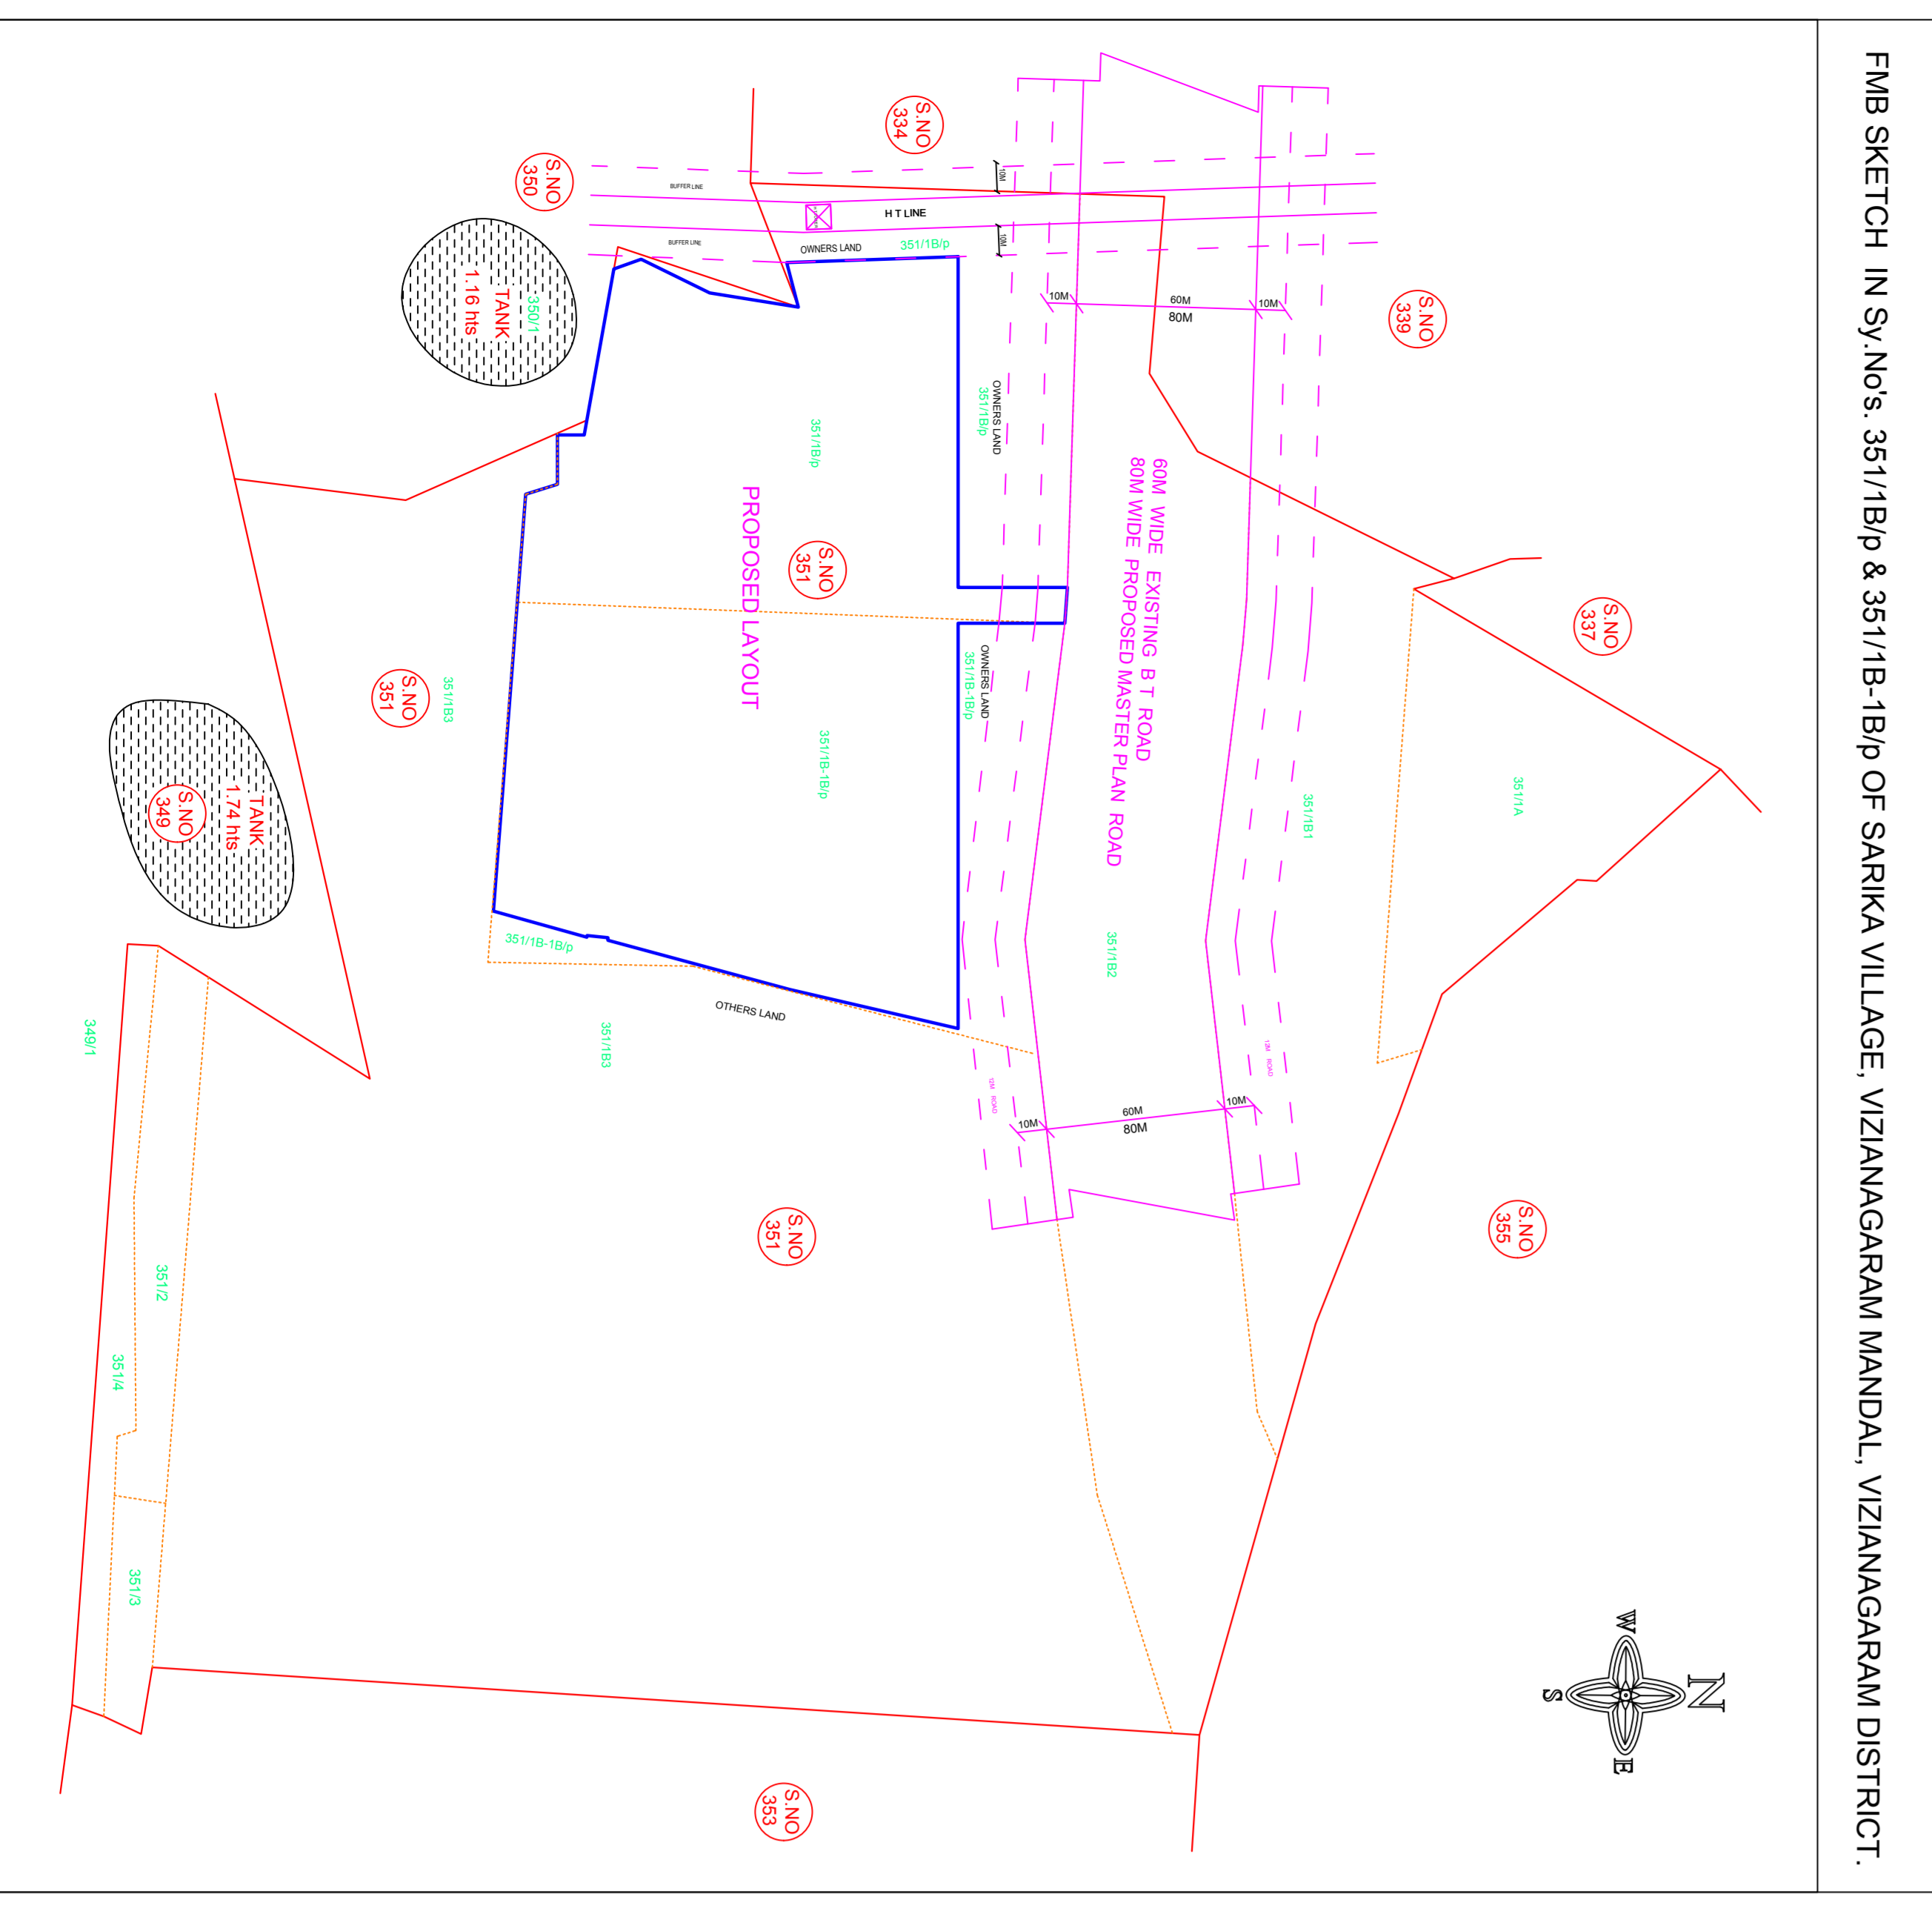 FMB SKETCH IN Sy.No's. 351/1B/p & 351/1B-1B/p OF SARIKA VILLAGE, VIZIANAGARAM MANDAL, VIZIANAGARAM DISTRICT.
N
W
E
S
S.NO
337
S.NO
355
351/1A
S.NO
339
351/1B1
12M ROAD
10M
60M
80M
10M
60M WIDE EXISTING B T ROAD
80M WIDE PROPOSED MASTER PLAN ROAD
351/1B2
10M
60M
80M
10M
12M ROAD
S.NO
334
10M
10M
H T LINE
BUFFER LINE
BUFFER LINE
OWNERS LAND
351/1B/p
OWNERS LAND
351/1B/p
OWNERS LAND
351/1B-1B/p
351/1B/p
S.NO
351
PROPOSED LAYOUT
351/1B-1B/p
351/1B-1B/p
OTHERS LAND
351/1B3
S.NO
351
S.NO
353
S.NO
350
350/1
TANK
1.16 hts
351/1B3
S.NO
351
TANK
1.74 hts
S.NO
349
349/1
351/2
351/4
351/3